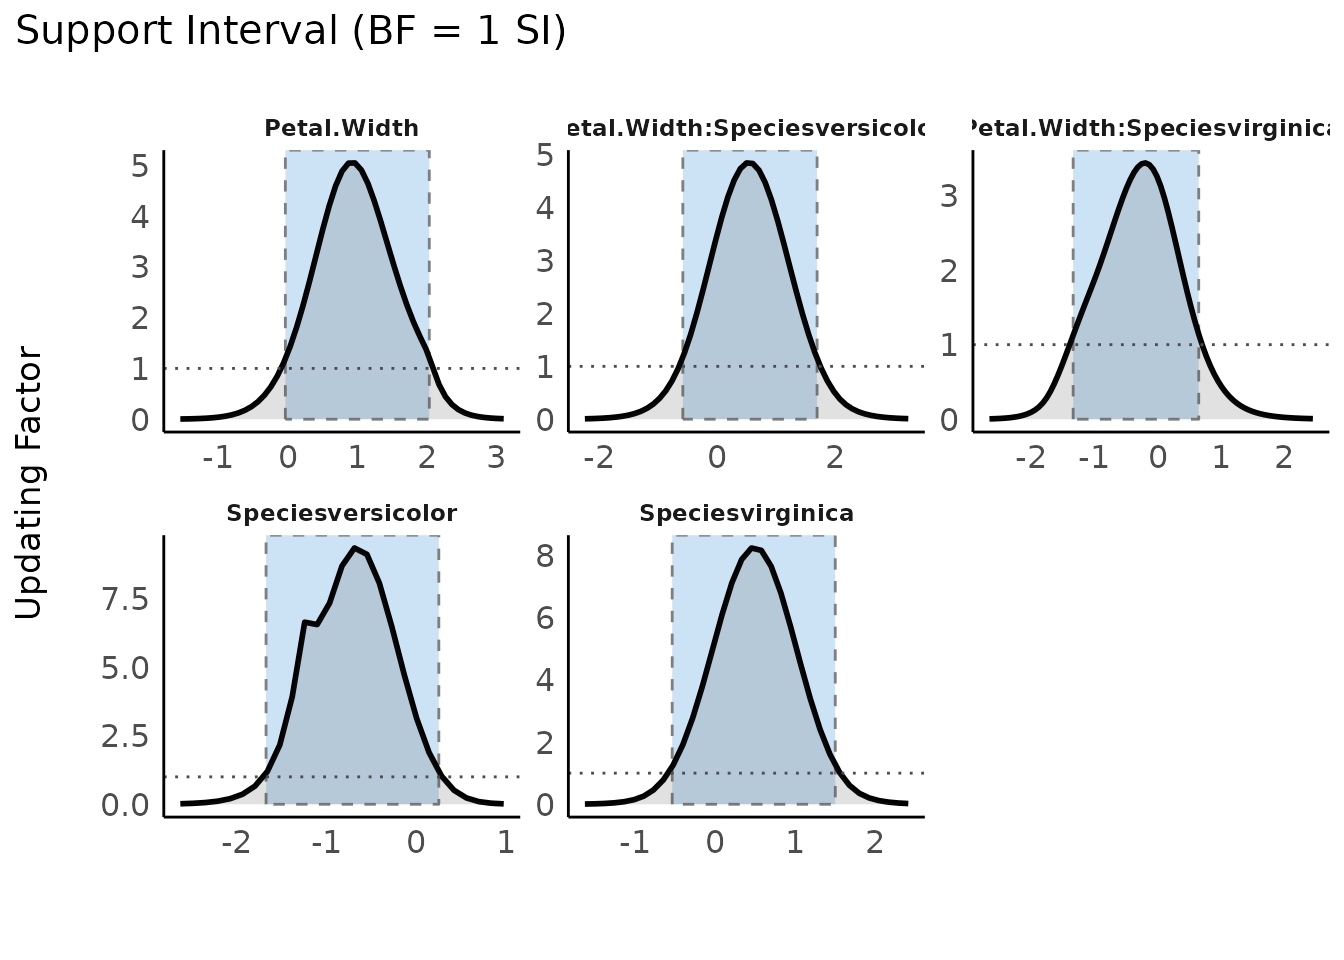 Support Interval (BF = 1 SI)
Petal.Width
etal.Width:Speciesversicolo
Petal.Width:Speciesvirginica
5
4
3
2
1
0
-1 0 1 2 3
5
4
3
2
1
0
-2 0 2
3
2
1
0
-2 -1 0 1 2
Updating Factor
Speciesversicolor
Speciesvirginica
7.5
5.0
2.5
0.0
-2 -1 0 1
8
6
4
2
0
-1 0 1 2